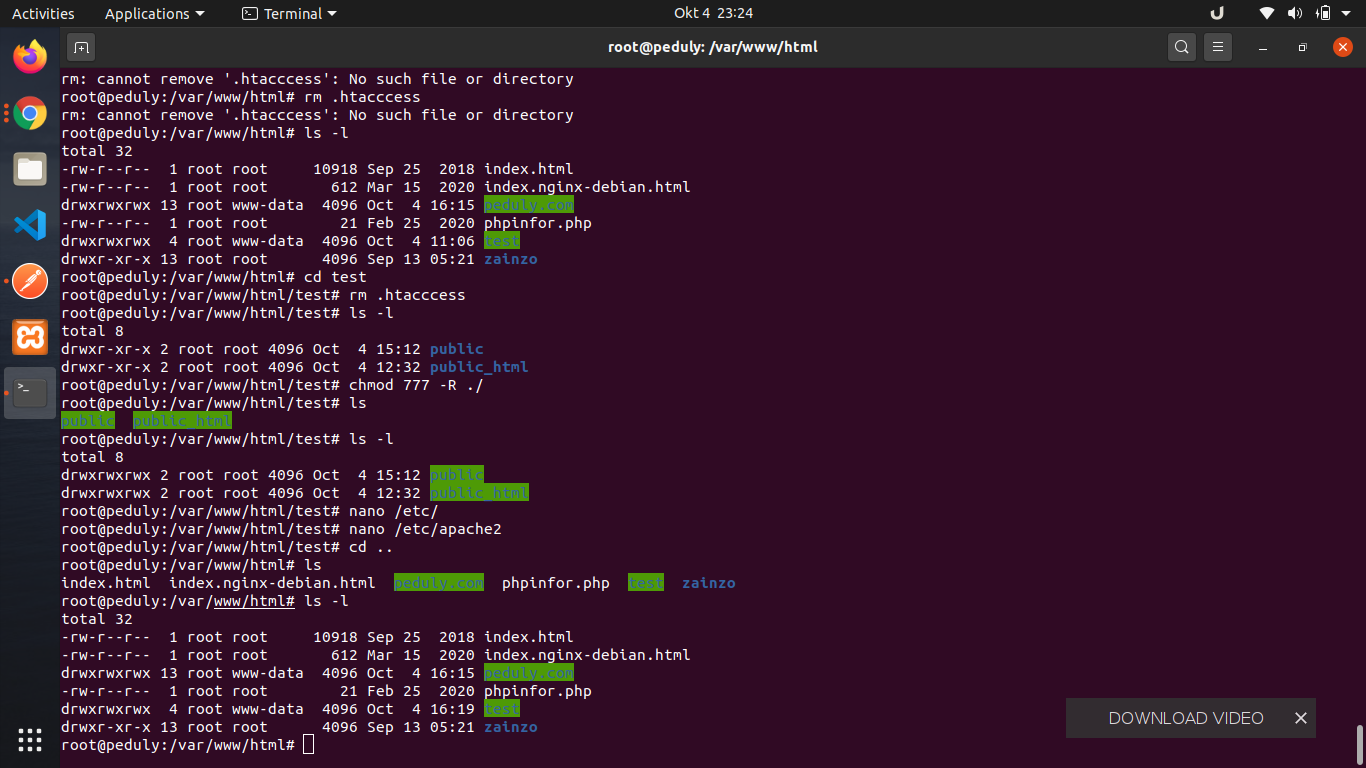 Activities Applications Terminal Okt 4 23:24
root@peduly: /var/www/html
rm: cannot remove '.htacccess': No such file or directory
root@peduly:/var/www/html# rm .htacccess
rm: cannot remove '.htacccess': No such file or directory
root@peduly:/var/www/html# ls -l
total 32
-rw-r--r--  1 root root     10918 Sep 25  2018 index.html
-rw-r--r--  1 root root       612 Mar 15  2020 index.nginx-debian.html
drwxrwxrwx 13 root www-data  4096 Oct  4 16:15 peduly.com
-rw-r--r--  1 root root        21 Feb 25  2020 phpinfor.php
drwxrwxrwx  4 root www-data  4096 Oct  4 11:06 test
drwxr-xr-x 13 root root      4096 Sep 13 05:21 zainzo
root@peduly:/var/www/html# cd test
root@peduly:/var/www/html/test# rm .htacccess
root@peduly:/var/www/html/test# ls -l
total 8
drwxr-xr-x 2 root root 4096 Oct  4 15:12 public
drwxr-xr-x 2 root root 4096 Oct  4 12:32 public_html
root@peduly:/var/www/html/test# chmod 777 -R ./
root@peduly:/var/www/html/test# ls
public  public_html
root@peduly:/var/www/html/test# ls -l
total 8
drwxrwxrwx 2 root root 4096 Oct  4 15:12 public
drwxrwxrwx 2 root root 4096 Oct  4 12:32 public_html
root@peduly:/var/www/html/test# nano /etc/
root@peduly:/var/www/html/test# nano /etc/apache2
root@peduly:/var/www/html/test# cd ..
root@peduly:/var/www/html# ls
index.html  index.nginx-debian.html  peduly.com  phpinfor.php  test  zainzo
root@peduly:/var/www/html# ls -l
total 32
-rw-r--r--  1 root root     10918 Sep 25  2018 index.html
-rw-r--r--  1 root root       612 Mar 15  2020 index.nginx-debian.html
drwxrwxrwx 13 root www-data  4096 Oct  4 16:15 peduly.com
-rw-r--r--  1 root root        21 Feb 25  2020 phpinfor.php
drwxrwxrwx  4 root www-data  4096 Oct  4 16:19 test
drwxr-xr-x 13 root root      4096 Sep 13 05:21 zainzo
root@peduly:/var/www/html#
DOWNLOAD VIDEO